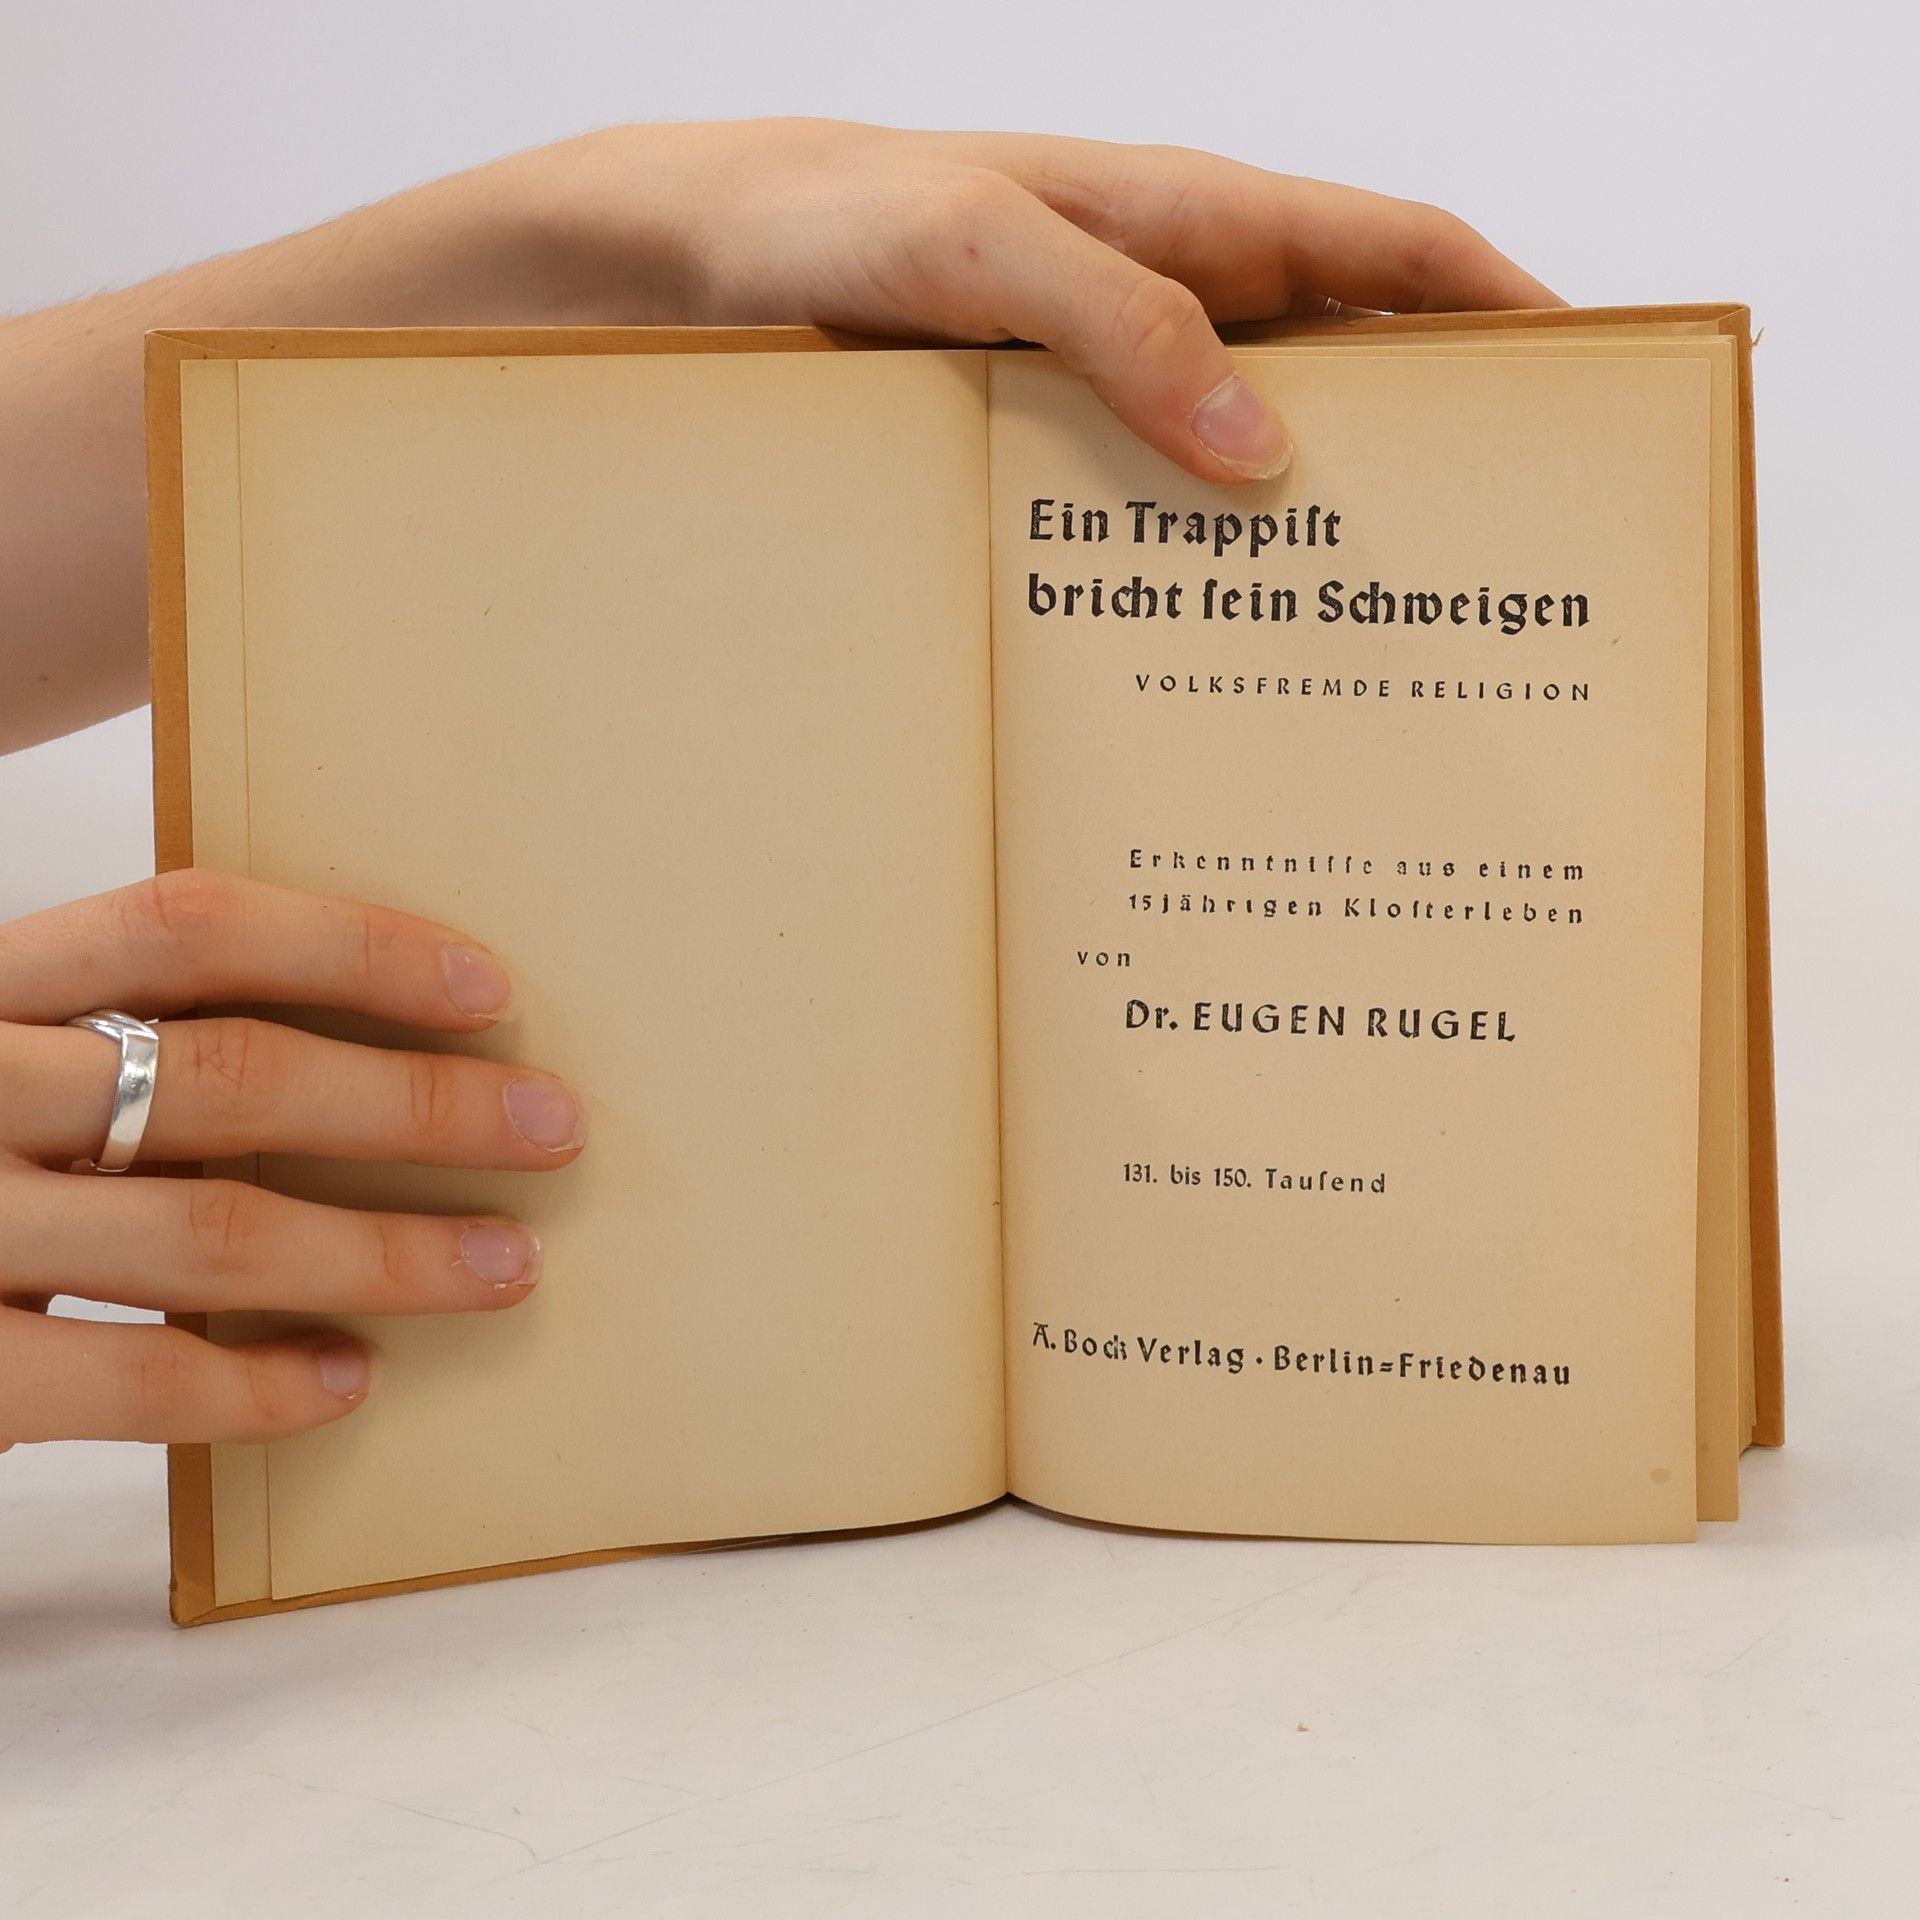 Ein Trappiſt
bricht ſein Schweigen
VOLKSFREMDE RELIGION
Erkenntniſſe aus einem
15jährigen Kloſterleben
von
Dr. EUGEN RUGEL
131. bis 150. Tauſend
A. Bock Verlag · Berlin=Friedenau